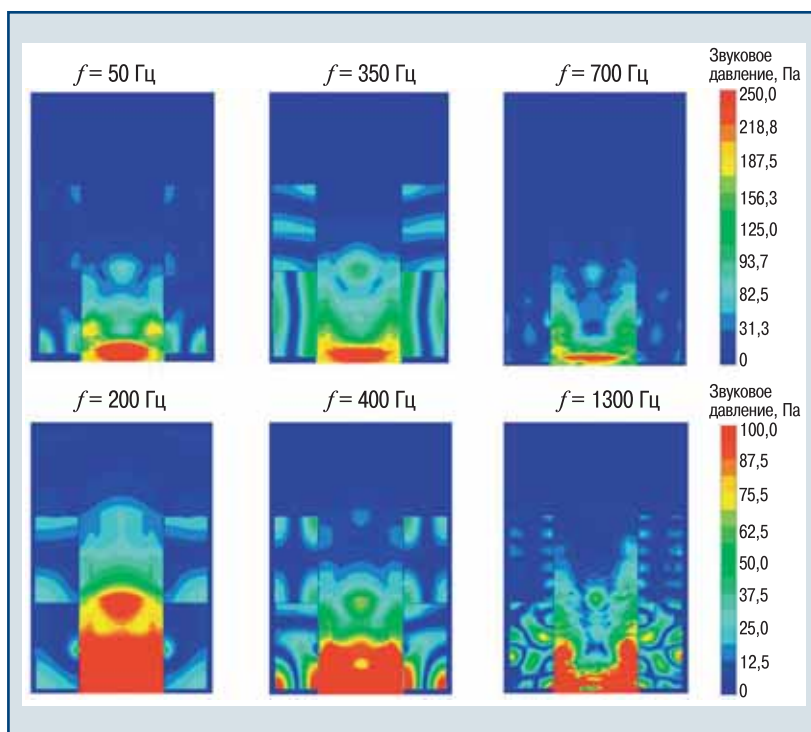 f = 50 Гц
f = 350 Гц
f = 700 Гц
Звуковое
давление, Па
250,0
218,8
187,5
156,3
125,0
93,7
82,5
31,3
0
f = 200 Гц
f = 400 Гц
f = 1300 Гц
Звуковое
давление, Па
100,0
87,5
75,5
62,5
50,0
37,5
25,0
12,5
0